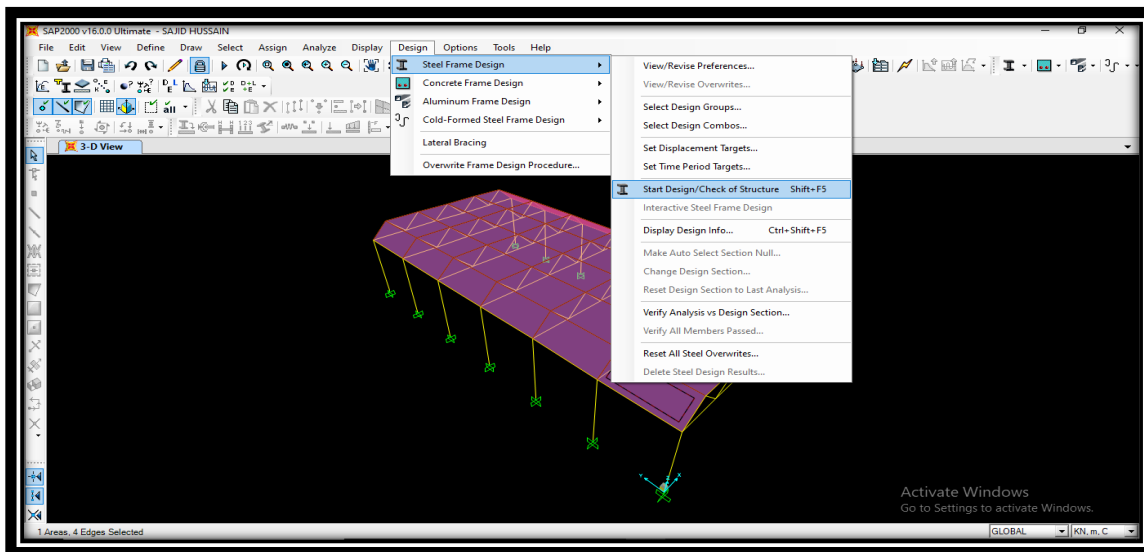 SAP2000 v16.0.0 Ultimate - SAJID HUSSAIN
File Edit View Define Draw Select Assign Analyze Display Design Options Tools Help
Steel Frame Design
Concrete Frame Design
Aluminum Frame Design
Cold-Formed Steel Frame Design
Lateral Bracing
Overwrite Frame Design Procedure...
View/Revise Preferences...
View/Revise Overwrites...
Select Design Groups...
Select Design Combos...
Set Displacement Targets...
Set Time Period Targets...
Start Design/Check of Structure Shift+F5
Interactive Steel Frame Design
Display Design Info... Ctrl+Shift+F5
Make Auto Select Section Null...
Change Design Section...
Reset Design Section to Last Analysis...
Verify Analysis vs Design Section...
Verify All Members Passed...
Reset All Steel Overwrites...
Delete Steel Design Results...
all
3-D View
all
Activate Windows
Go to Settings to activate Windows.
1 Areas, 4 Edges Selected
GLOBAL
KN, m, C